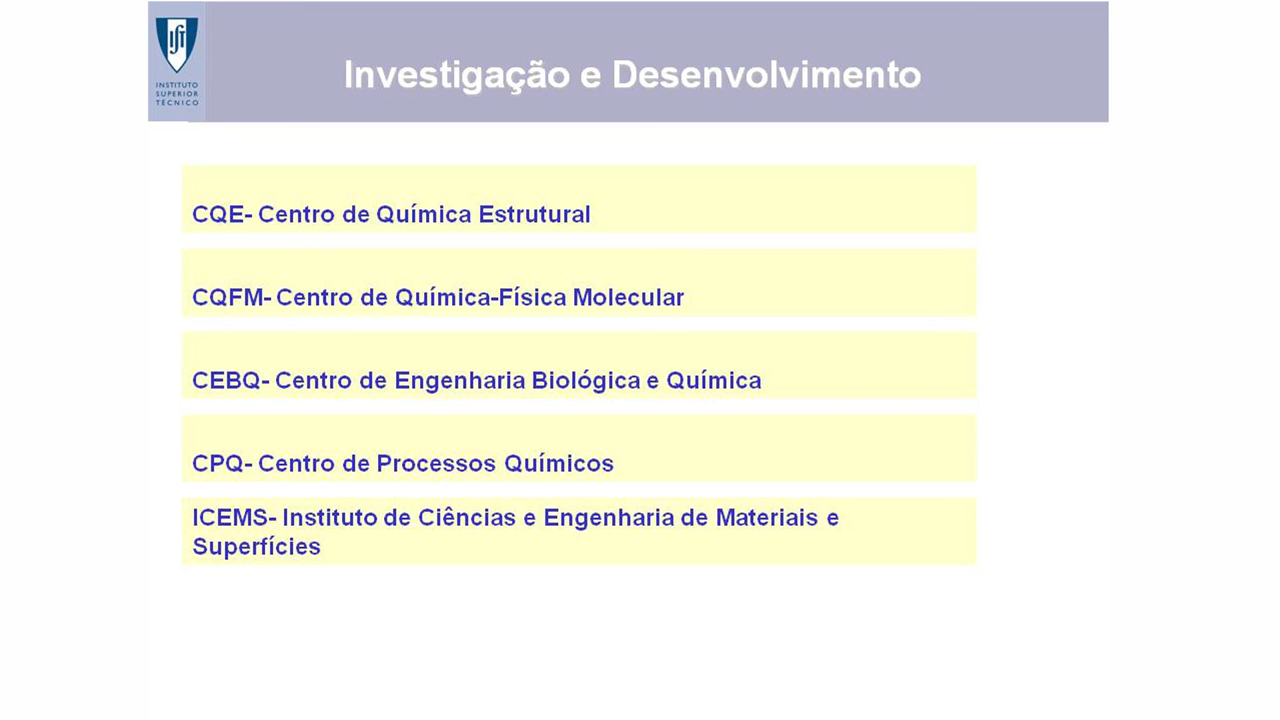 IST
INSTITUTO
SUPERIOR
TÉCNICO
Investigação e Desenvolvimento
CQE- Centro de Química Estrutural
CQFM- Centro de Química-Física Molecular
CEBQ- Centro de Engenharia Biológica e Química
CPQ- Centro de Processos Químicos
ICEMS- Instituto de Ciências e Engenharia de Materiais e
Superfícies